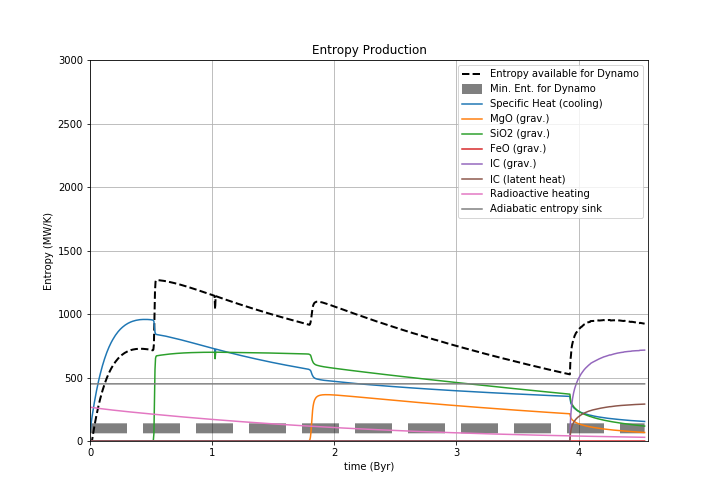 Entropy Production
Entropy (MW/K)
3000
2500
2000
1500
1000
500
0
Entropy available for Dynamo
Min. Ent. for Dynamo
Specific Heat (cooling)
MgO (grav.)
SiO2 (grav.)
FeO (grav.)
IC (grav.)
IC (latent heat)
Radioactive heating
Adiabatic entropy sink
0 1 2 3 4
time (Byr)